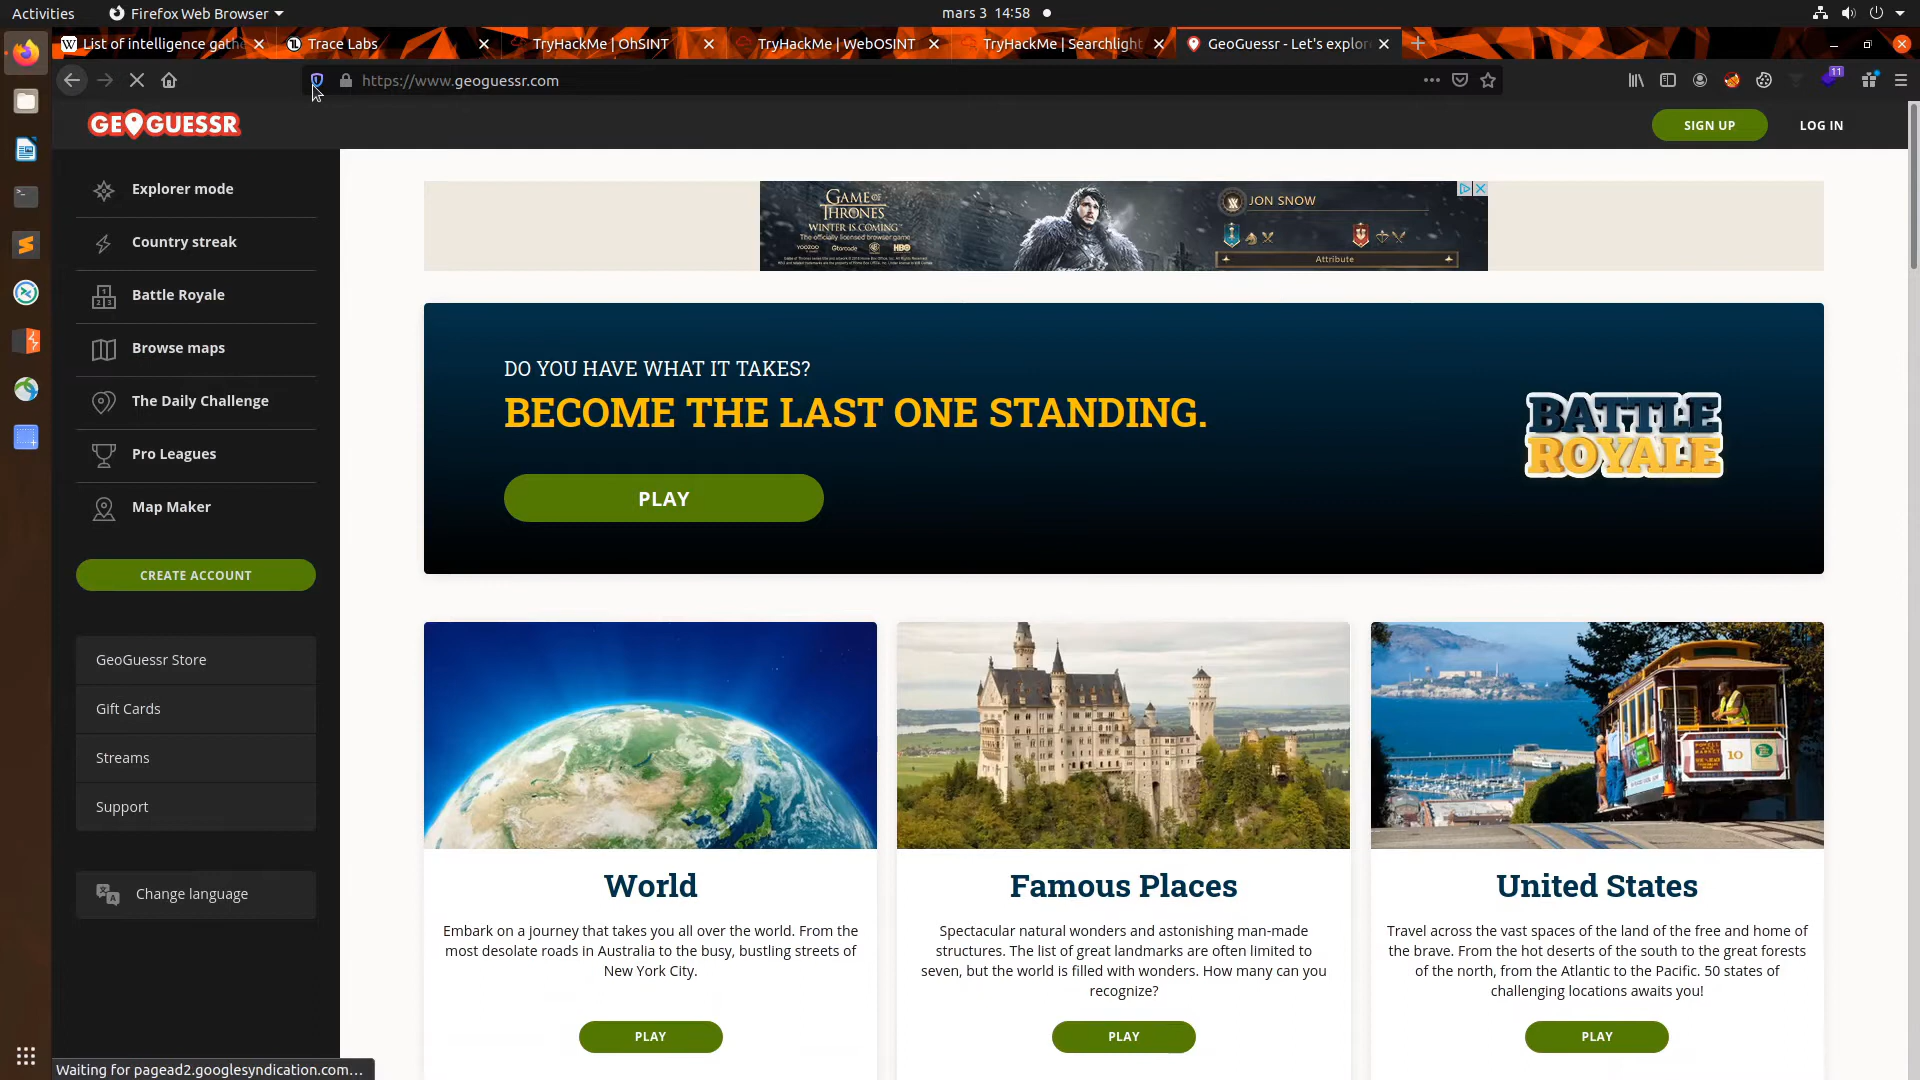 Activities
Firefox Web Browser
mars 3 14:58
List of intelligence gath
Trace Labs
TryHackMe | OhSINT
TryHackMe | WebOSINT
TryHackMe | Searchlight
GeoGuessr - Let's explor
https://www.geoguessr.com
11
GEOGUESSR
SIGN UP
LOG IN
Explorer mode
Country streak
Battle Royale
Browse maps
The Daily Challenge
Pro Leagues
Map Maker
CREATE ACCOUNT
GeoGuessr Store
Gift Cards
Streams
Support
Change language
GAME OF THRONES
WINTER IS COMING
The officially licensed browser game
YOOZOO Gtarcade HBO
JON SNOW
Attribute
DO YOU HAVE WHAT IT TAKES?
BECOME THE LAST ONE STANDING.
PLAY
BATTLE
ROYALE
World
Embark on a journey that takes you all over the world. From the
most desolate roads in Australia to the busy, bustling streets of
New York City.
PLAY
Famous Places
Spectacular natural wonders and astonishing man-made
structures. The list of great landmarks are often limited to
seven, but the world is filled with wonders. How many can you
recognize?
PLAY
10
United States
Travel across the vast spaces of the land of the free and home of
the brave. From the hot deserts of the south to the great forests
of the north, from the Atlantic to the Pacific. 50 states of
challenging locations awaits you!
PLAY
Waiting for pagead2.googlesyndication.com…